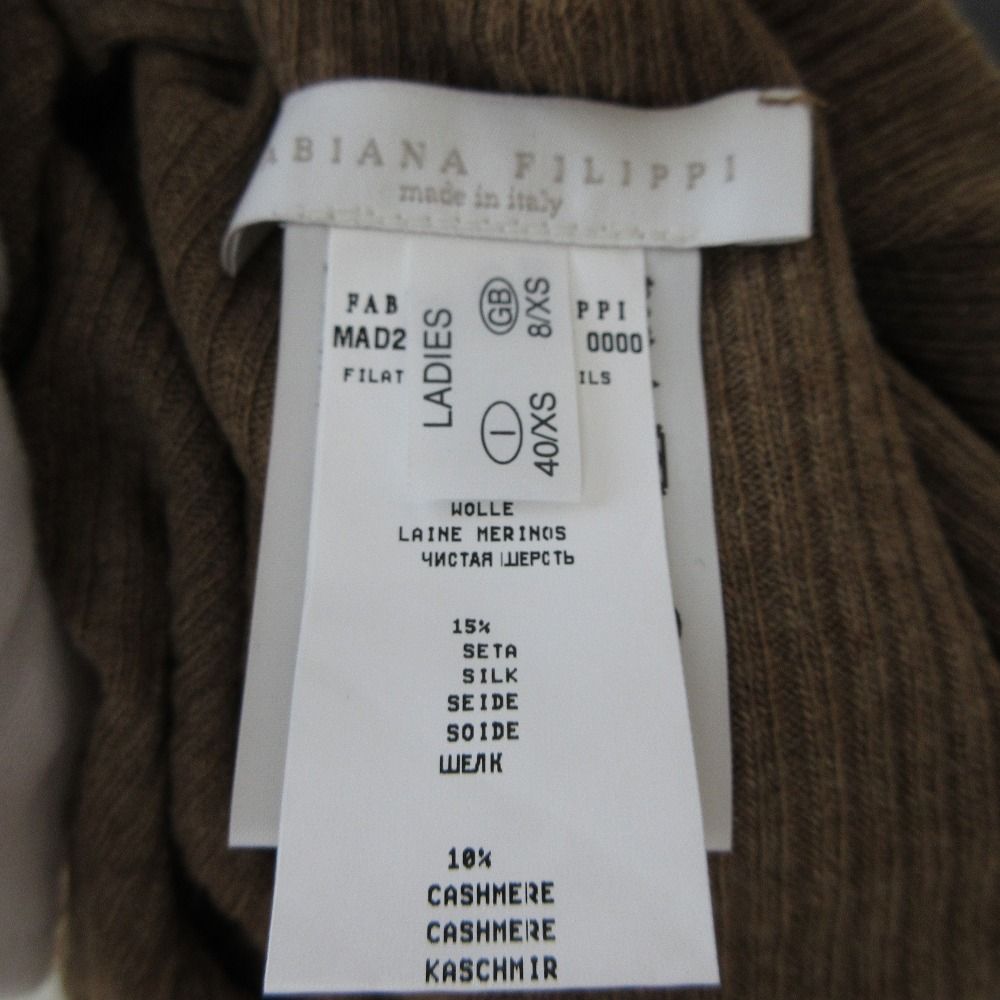 ABIANA FILIPPI
made in italy
FAB PPI
MAD2 0000
FILAT ILS
LADIES
GB 8/XS
I 40/XS
WOLLE
LAINE MERINOS
ЧИСТАЯ ШЕРСТЬ
15%
SETA
SILK
SEIDE
SOIDE
ШЕЛК
10%
CASHMERE
CASHMERE
KASCHMIR